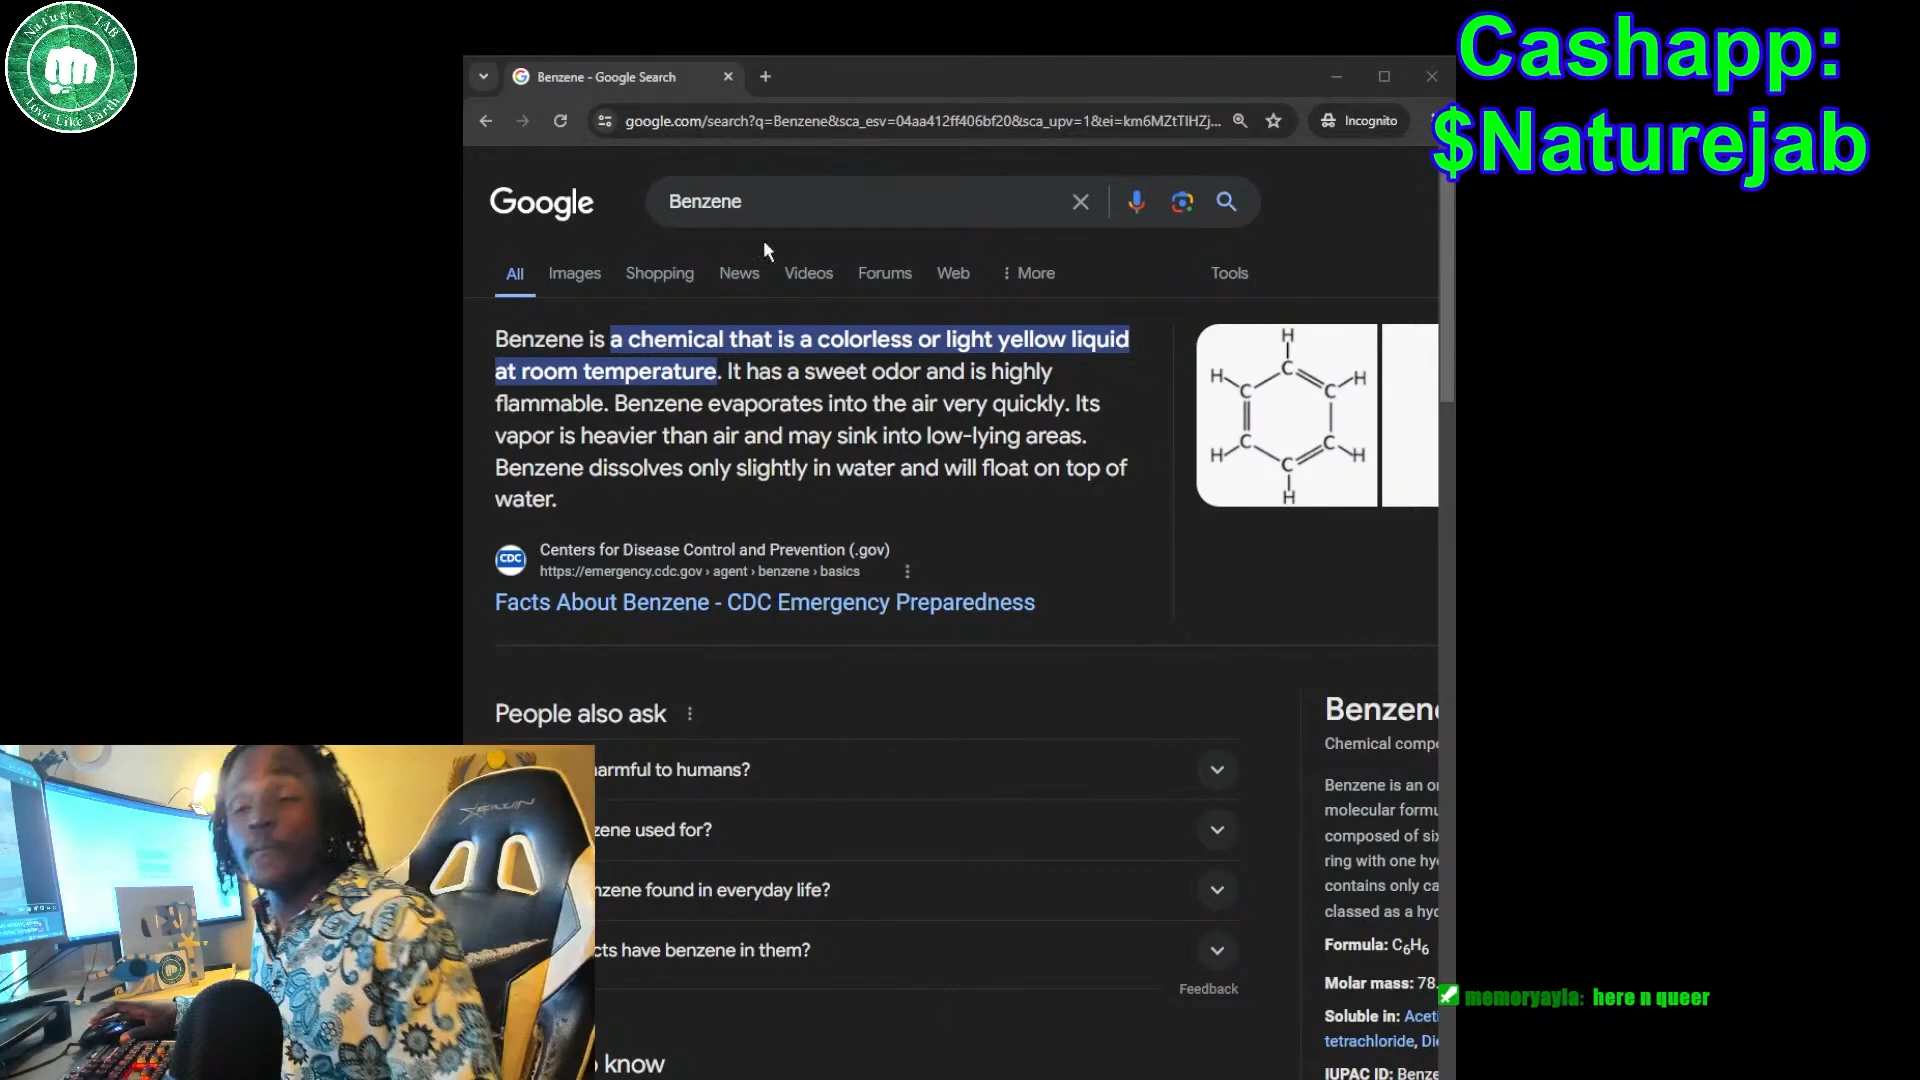 Nature JAB
Love Like Earth
Cashapp:
$Naturejab
Benzene - Google Search
google.com/search?q=Benzene&sca_esv=04aa412ff406bf20&sca_upv=1&ei=km6MZtTIHZj...
Incognito
Google
Benzene
All
Images
Shopping
News
Videos
Forums
Web
More
Tools
Benzene is a chemical that is a colorless or light yellow liquid
at room temperature. It has a sweet odor and is highly
flammable. Benzene evaporates into the air very quickly. Its
vapor is heavier than air and may sink into low-lying areas.
Benzene dissolves only slightly in water and will float on top of
water.
H
H C C C H
H C C C H
H
CDC
Centers for Disease Control and Prevention (.gov)
https://emergency.cdc.gov › agent › benzene › basics
Facts About Benzene - CDC Emergency Preparedness
People also ask
armful to humans?
zene used for?
nzene found in everyday life?
cts have benzene in them?
Feedback
o know
Benzen
Chemical comp
Benzene is an o
molecular formu
composed of six
ring with one hy
contains only ca
classed as a hyd
Formula: C₆H₆
Molar mass: 78.
Soluble in: Aceti
tetrachloride, Di
IUPAC ID: Benze
memoryayla: here n queer